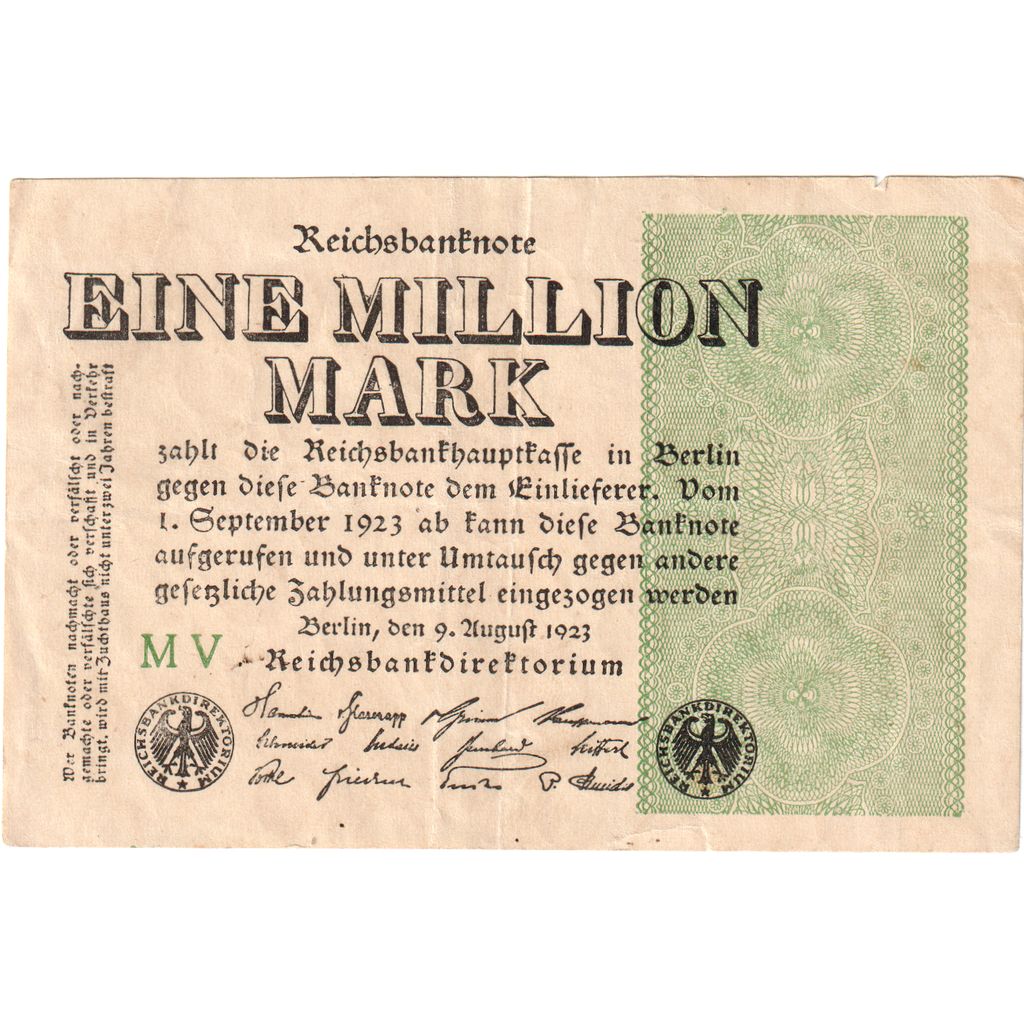 Reichsbanknote
EINE MILLION
MARK
zahlt die Reichsbankhauptkasse in Berlin
gegen diese Banknote dem Einlieferer. Vom
1. September 1923 ab kann diese Banknote
aufgerufen und unter Umtausch gegen andere
gesetzliche Zahlungsmittel eingezogen werden
Berlin, den 9. August 1923
MV
Reichsbankdirektorium
Wer Banknoten nachmacht oder verfälscht oder nach-
gemachte oder verfälschte sich verschafft und in Verkehr
bringt, wird mit Zuchthaus nicht unter zwei Jahren bestraft
REICHSBANKDIREKTORIUM
REICHSBANKDIREKTORIUM